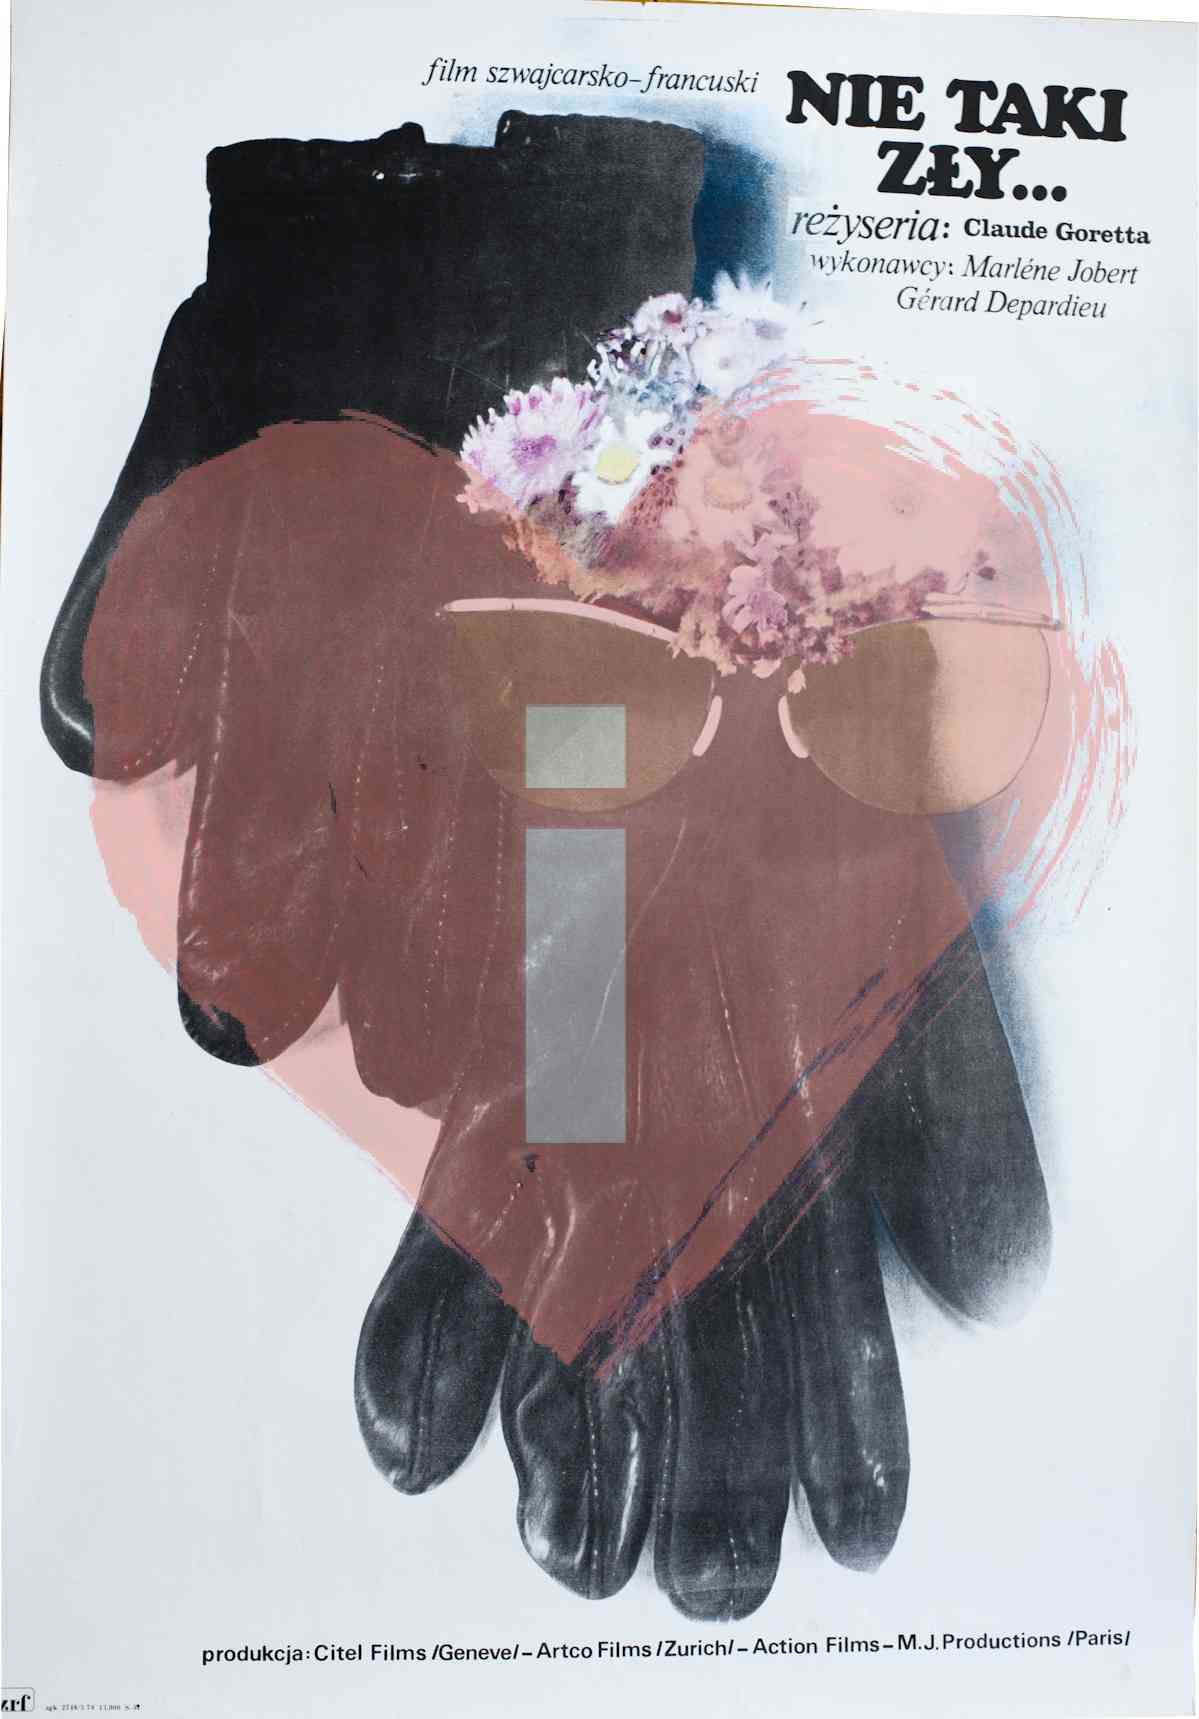 film szwajcarsko-francuski
NIE TAKI
ZŁY...
reżyseria: Claude Goretta
wykonawcy: Marléne Jobert
Gérard Depardieu
i
produkcja: Citel Films /Geneve/ – Artco Films /Zurich/ – Action Films – M.J. Productions /Paris/
zrf